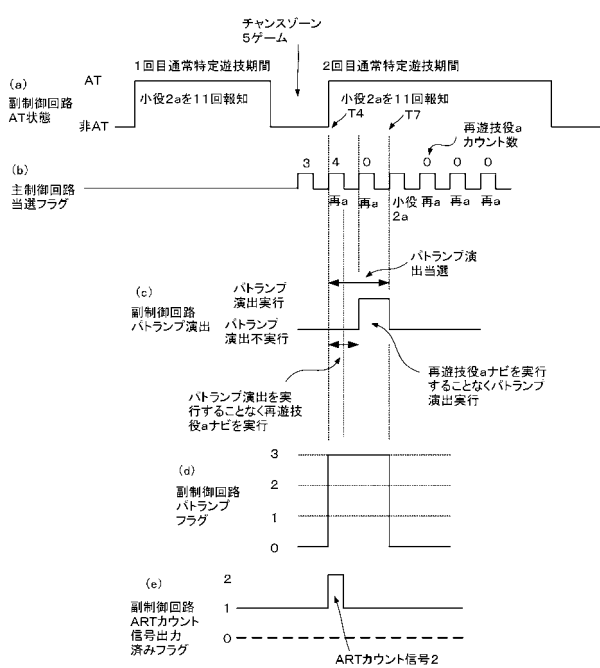 チャンスゾーン
5ゲーム
1回目通常特定遊技期間
2回目通常特定遊技期間
(a)
AT
副制御回路
AT状態
非AT
小役2aを11回報知
小役2aを11回報知
T4
T7
再遊技役a
カウント数
(b)
3 4 0 0 0 0
主制御回路
当選フラグ
再a 再a 小役 再a 再a 再a
2a
パトランプ演
出当選
(c)
パトランプ
演出実行
副制御回路
パトランプ演出
パトランプ
演出不実行
パトランプ演出を実
行することなく再遊技
役aナビを実行
再遊技役aナビを実行
することなくパトランプ
演出実行
(d)
3
副制御回路
パトランプ
フラグ
2
1
0
(e)
2
副制御回路
ARTカウント
信号出力
済みフラグ
1
0
ARTカウント信号2